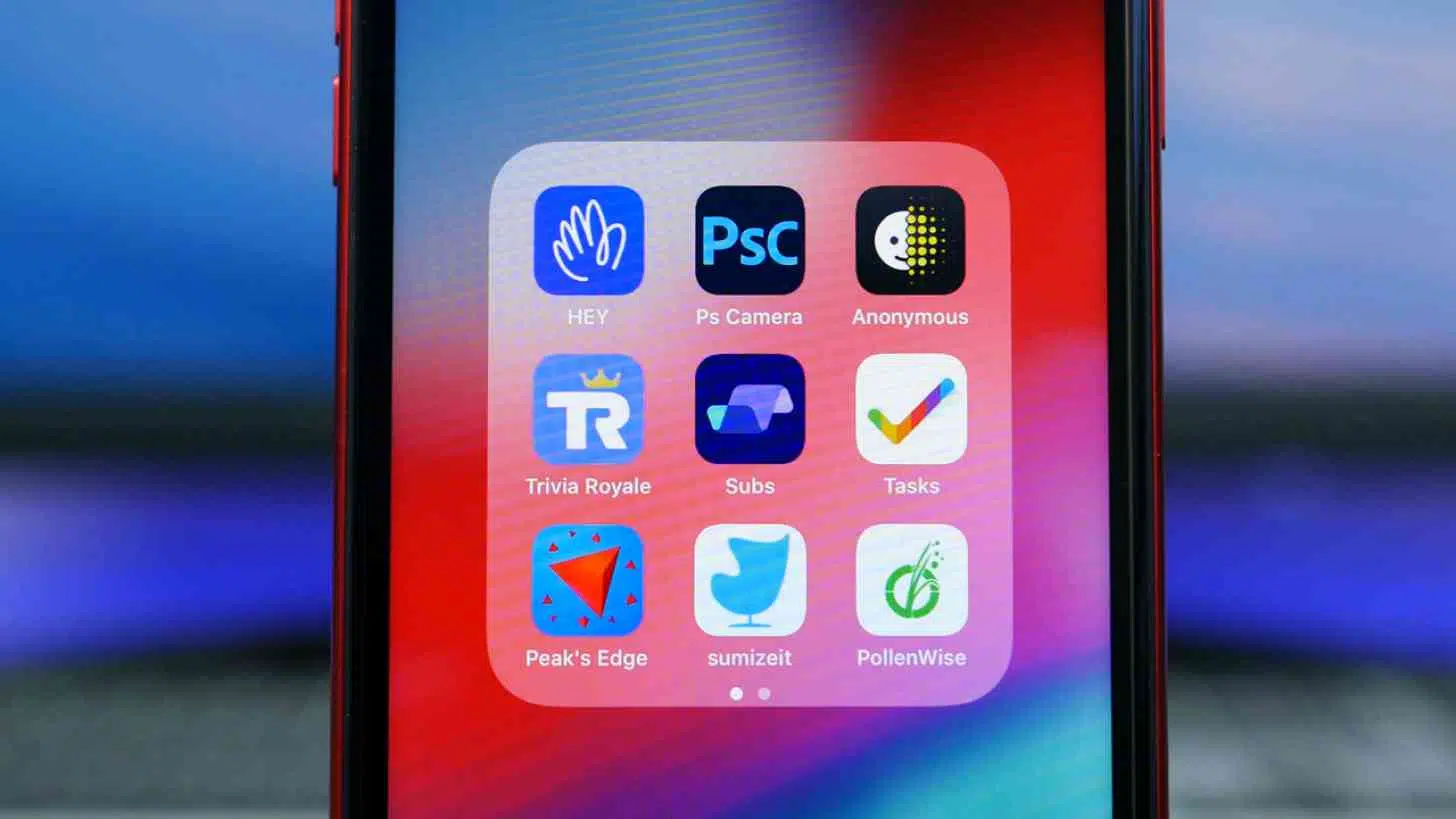 PsC
HEY
Ps Camera
Anonymous
TR
Trivia Royale
Subs
Tasks
Peak's Edge
sumizeit
PollenWise